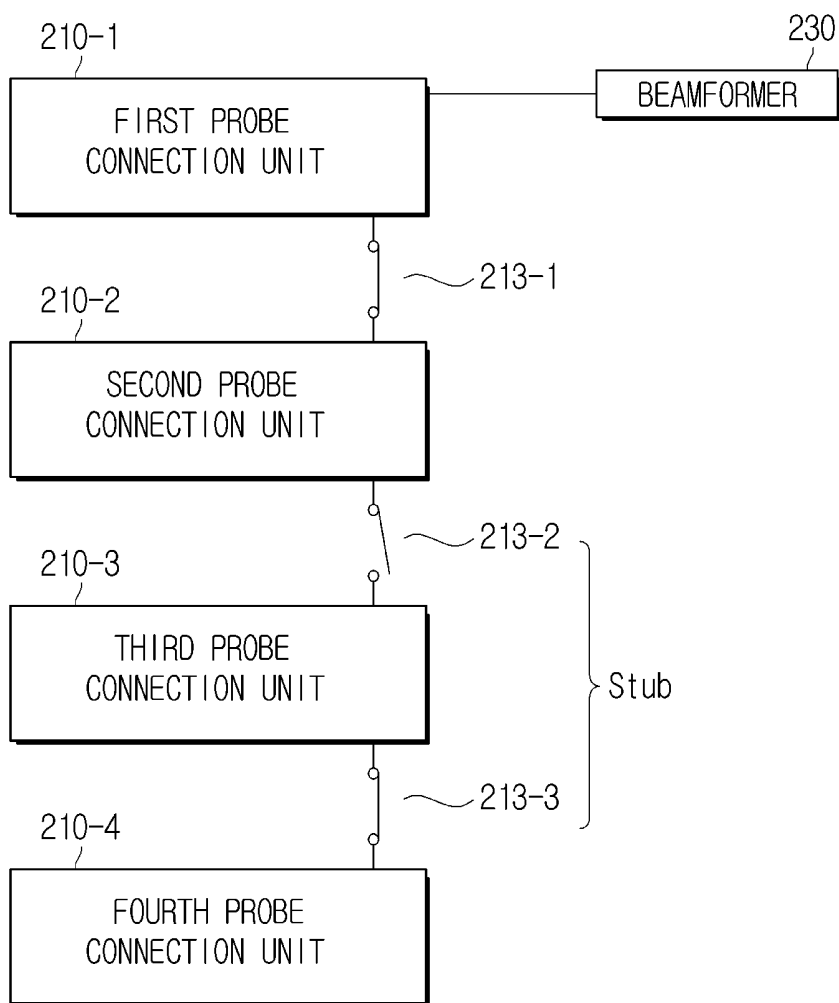 210-1
230
FIRST PROBE
CONNECTION UNIT
BEAMFORMER
213-1
210-2
SECOND PROBE
CONNECTION UNIT
213-2
210-3
THIRD PROBE
CONNECTION UNIT
Stub
213-3
210-4
FOURTH PROBE
CONNECTION UNIT